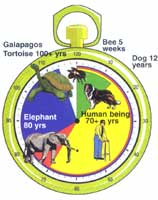 Galapagos
Tortoise 100+ yrs
Bee 5
weeks
Dog 12
years
Elephant
80 yrs
Human being
70+ yrs